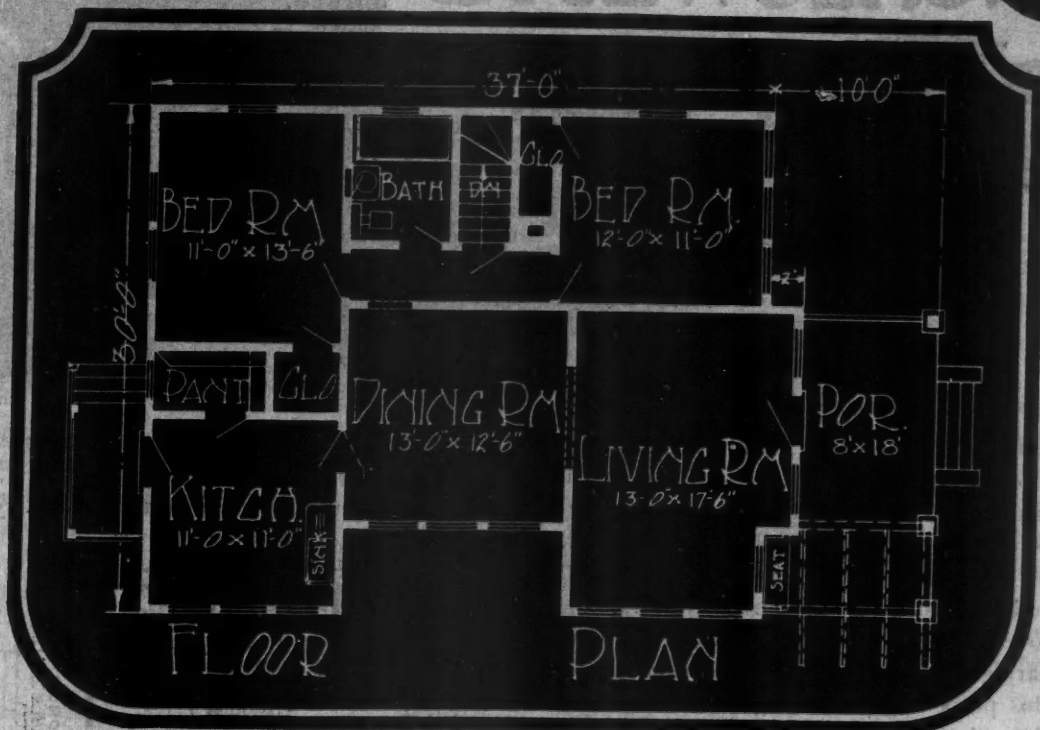 37'-0"
10'-0"
30'-0"
BED RM
11'-0" x 13'-6"
BATH
DN
CLO
BED RM.
12'-0" x 11'-0"
2'
PANT
CLO
DINING RM
13'-0" x 12'-6"
LIVING RM
13-0" x 17'-6"
POR.
8' x 18'
KITCH.
11'-0 x 11'-0"
SINK
SEAT
FLOOR PLAN